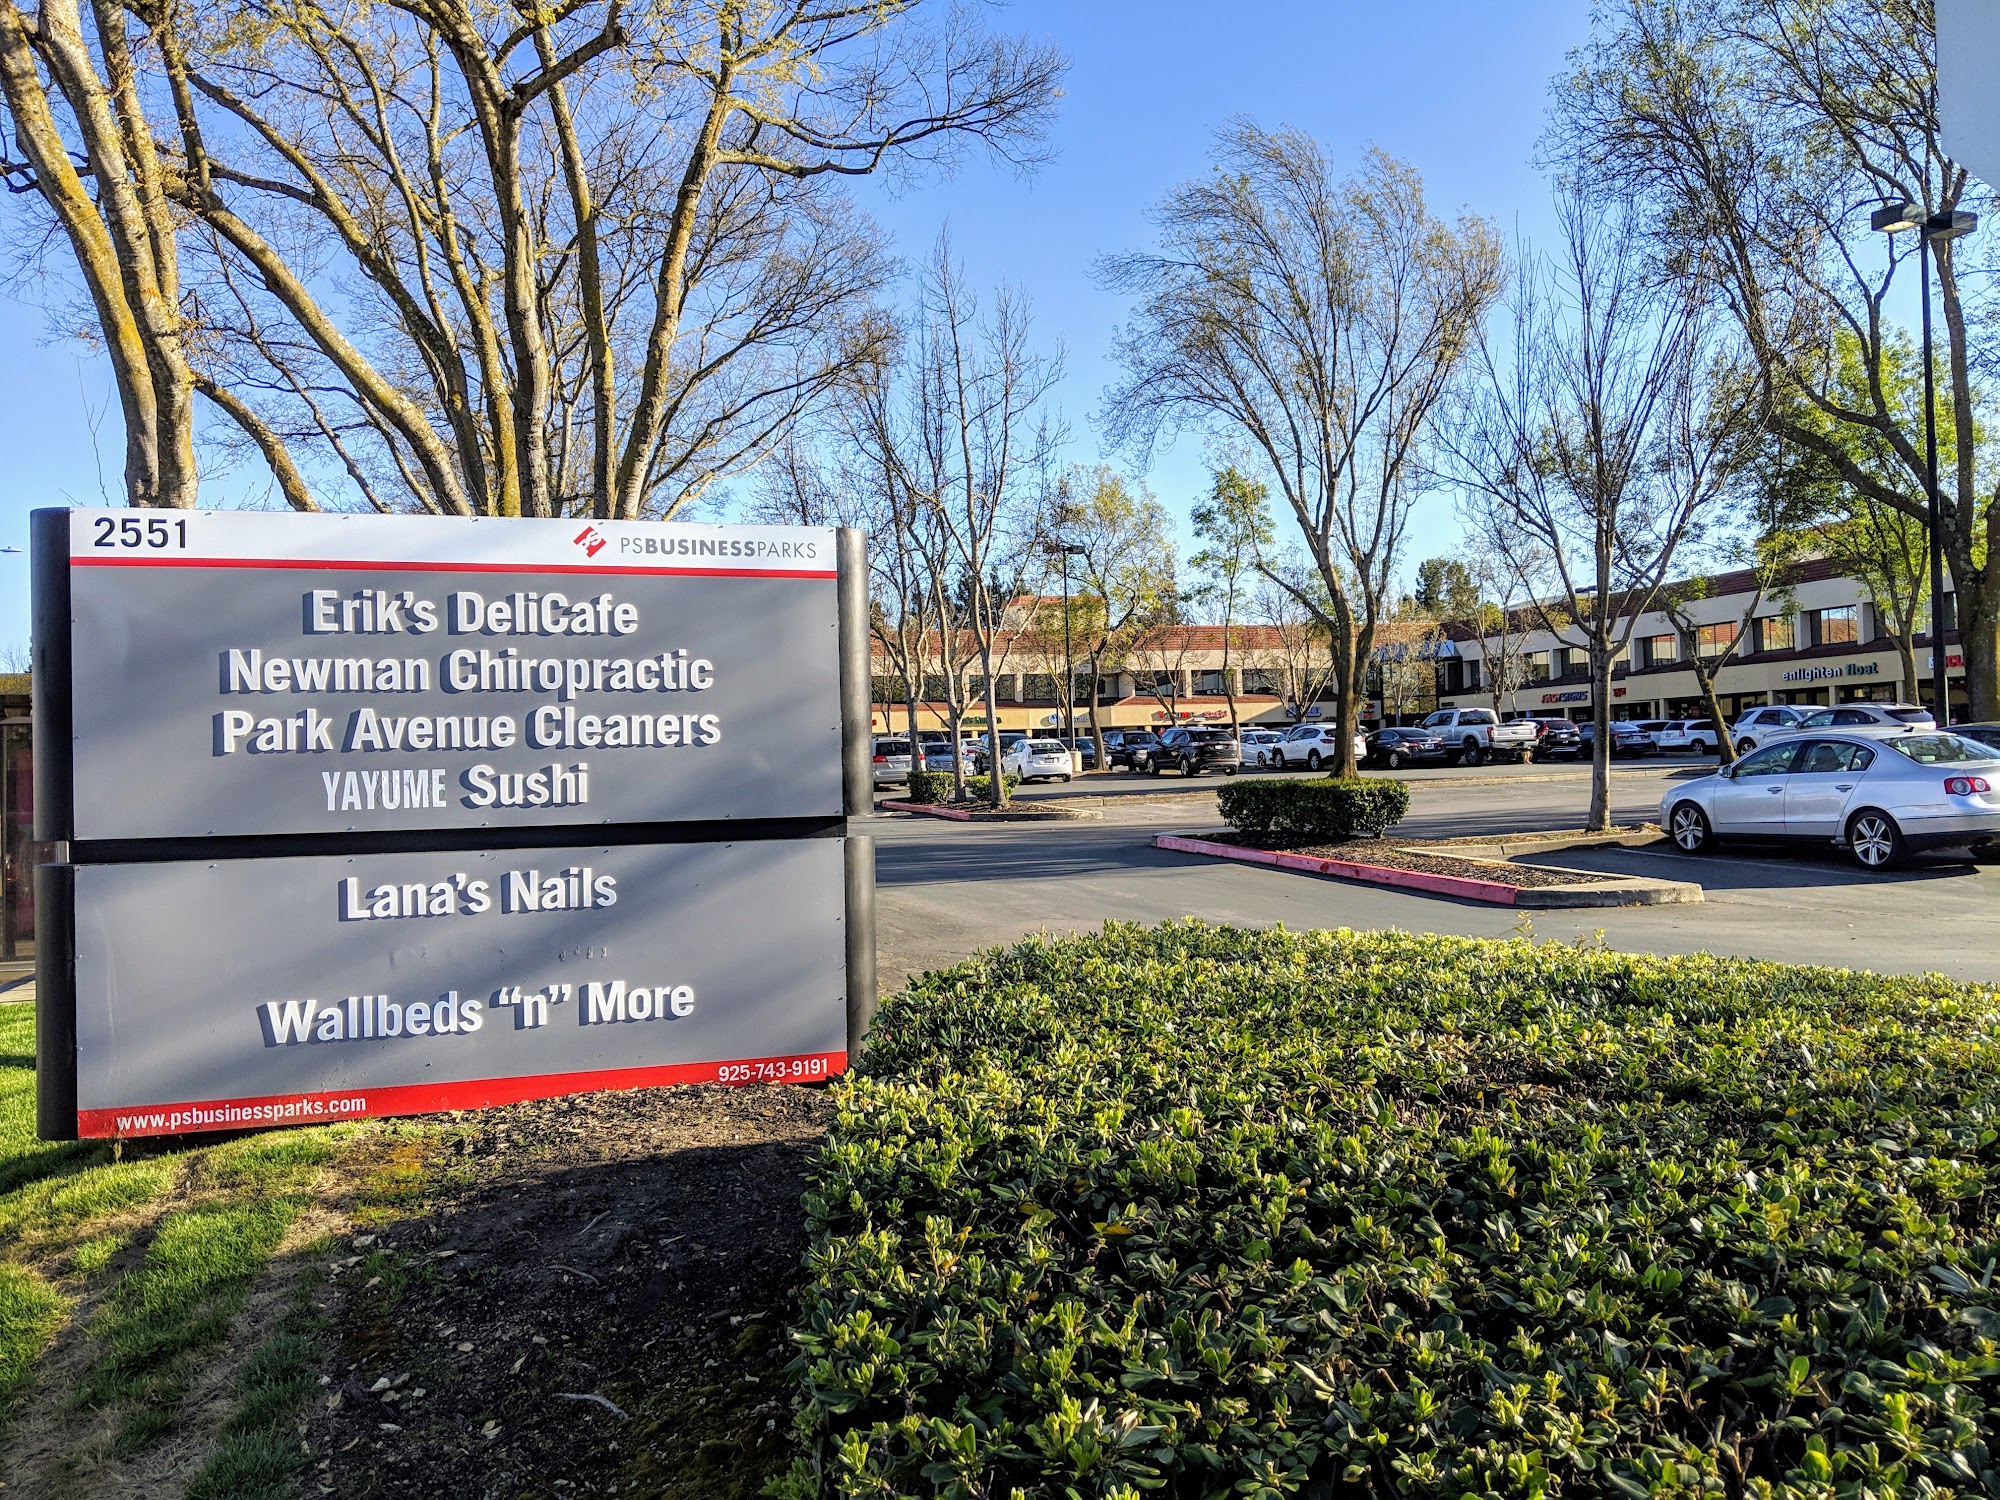 2551
PSBUSINESSPARKS
Erik's DeliCafe
Newman Chiropractic
Park Avenue Cleaners
YAYUME Sushi
Lana's Nails
Wallbeds “n” More
925-743-9191
www.psbusinessparks.com
FASTSIGNS
enlighten float